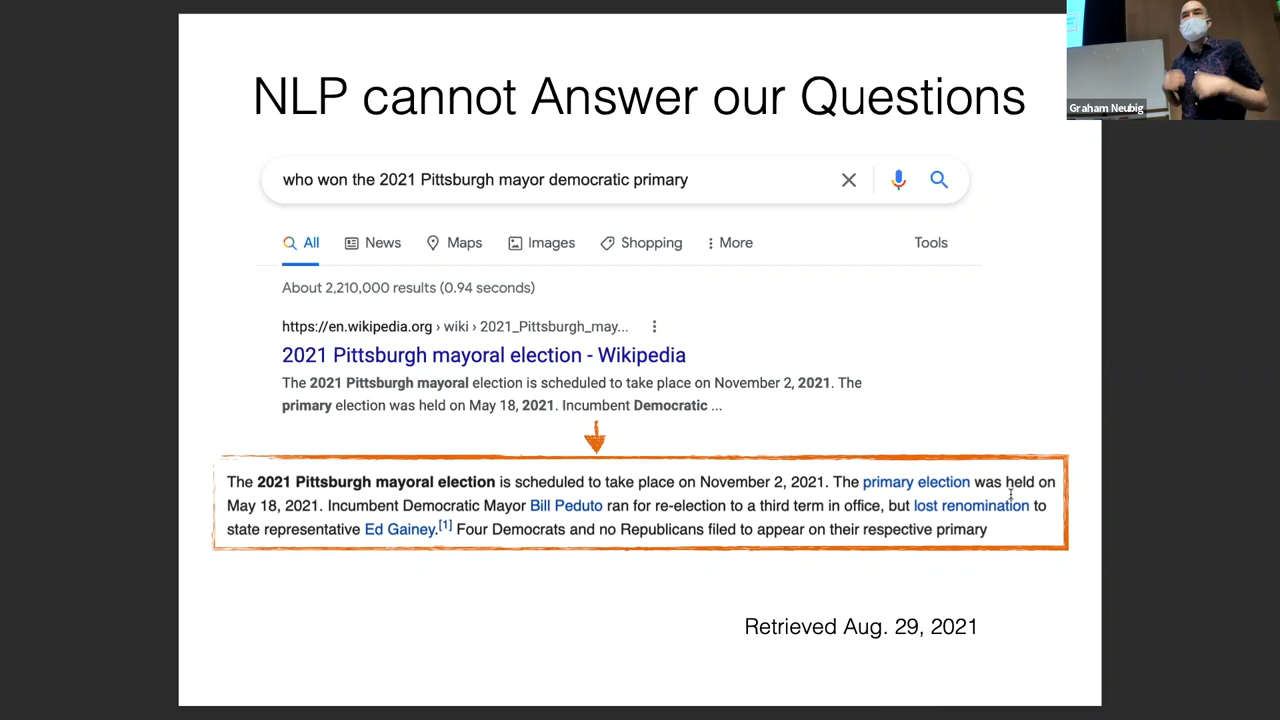 NLP cannot Answer our Questions
Graham Neubig
who won the 2021 Pittsburgh mayor democratic primary
All News Maps Images Shopping More Tools
About 2,210,000 results (0.94 seconds)
https://en.wikipedia.org › wiki › 2021_Pittsburgh_may...
2021 Pittsburgh mayoral election - Wikipedia
The 2021 Pittsburgh mayoral election is scheduled to take place on November 2, 2021. The
primary election was held on May 18, 2021. Incumbent Democratic ...
The 2021 Pittsburgh mayoral election is scheduled to take place on November 2, 2021. The primary election was held on
May 18, 2021. Incumbent Democratic Mayor Bill Peduto ran for re-election to a third term in office, but lost renomination to
state representative Ed Gainey.[1] Four Democrats and no Republicans filed to appear on their respective primary
Retrieved Aug. 29, 2021